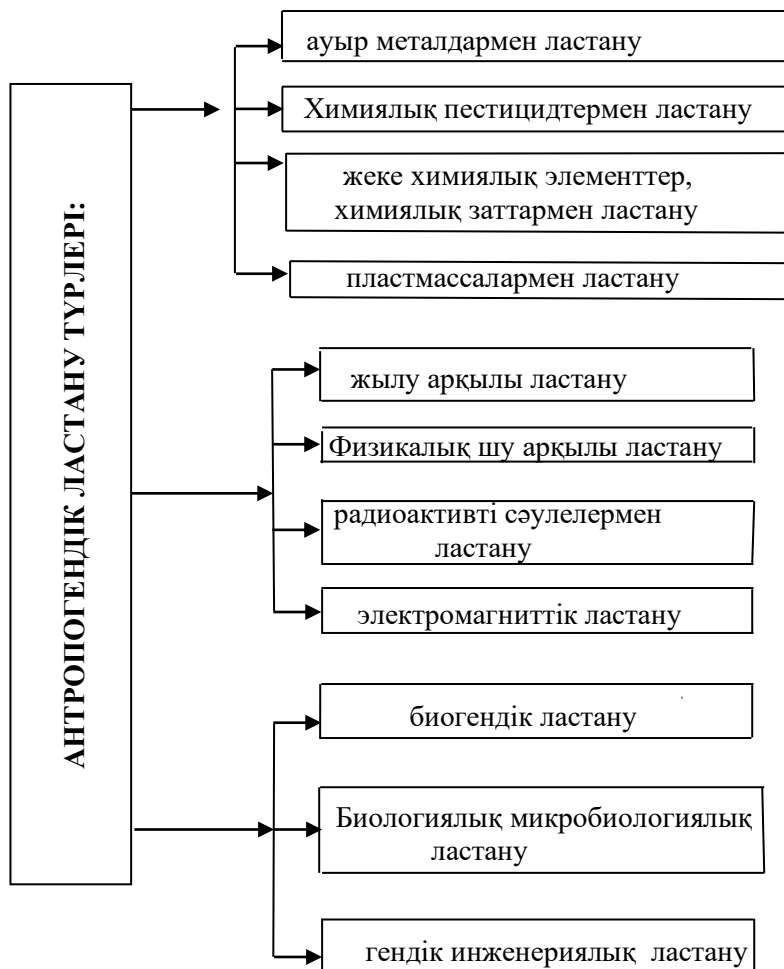 АНТРОПОГЕНДІК ЛАСТАНУ ТҮРЛЕРІ:
ауыр металдармен ластану
Химиялық пестицидтермен ластану
жеке химиялық элементтер,
химиялық заттармен ластану
пластмассалармен ластану
жылу арқылы ластану
Физикалық шу арқылы ластану
радиоактивті сәулелермен
ластану
электромагниттік ластану
биогендік ластану
Биологиялық микробиологиялық
ластану
гендік инженериялық ластану